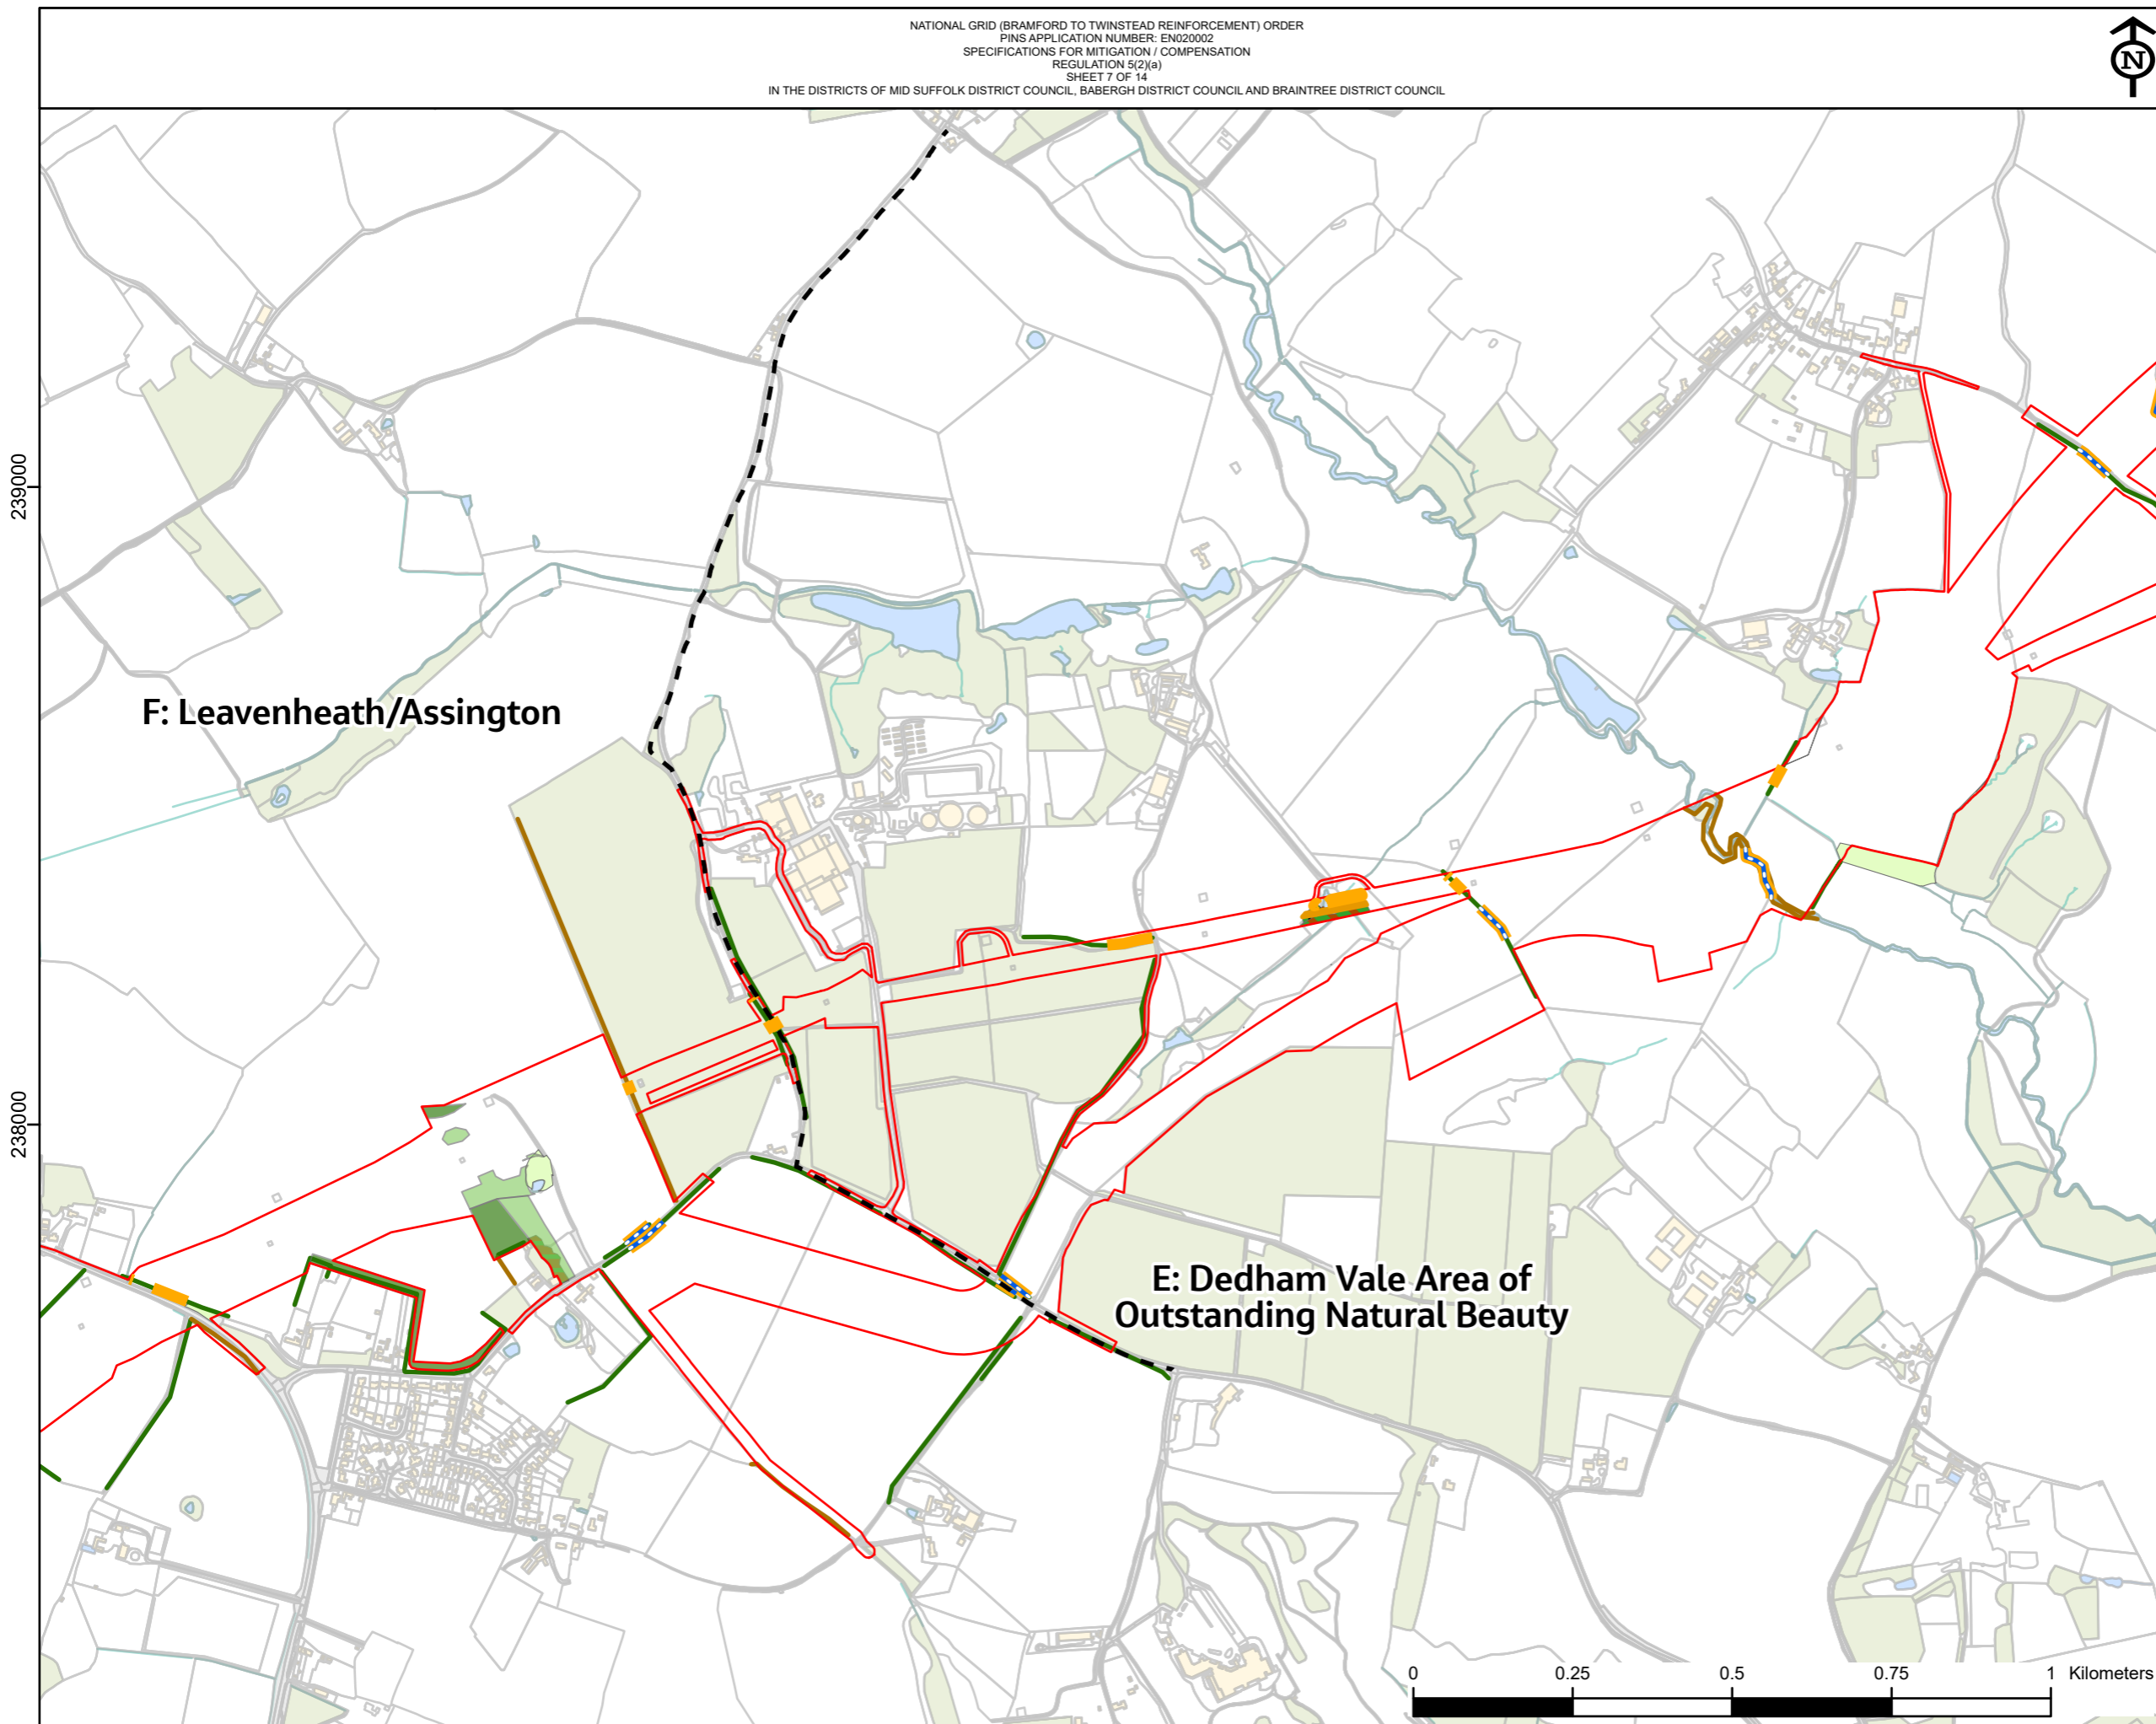 NATIONAL GRID (BRAMFORD TO TWINSTEAD REINFORCEMENT) ORDER
PINS APPLICATION NUMBER: EN020002
SPECIFICATIONS FOR MITIGATION / COMPENSATION
REGULATION 5(2)(a)
SHEET 7 OF 14
IN THE DISTRICTS OF MID SUFFOLK DISTRICT COUNCIL, BABERGH DISTRICT COUNCIL AND BRAINTREE DISTRICT COUNCIL
N
239000
F: Leavenheath/Assington
238000
E: Dedham Vale Area of
Outstanding Natural Beauty
0 0.25 0.5 0.75 1 Kilometers